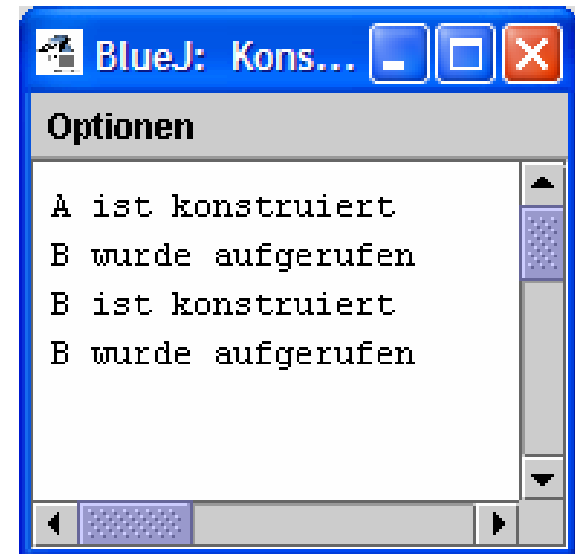 BlueJ: Kons...
Optionen
A ist konstruiert
B wurde aufgerufen
B ist konstruiert
B wurde aufgerufen